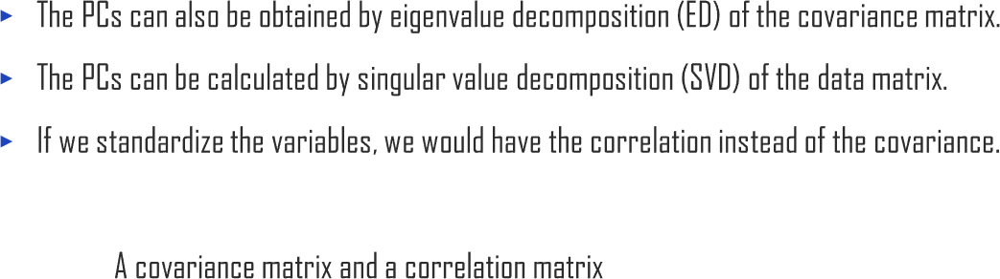 ▸ The PCs can also be obtained by eigenvalue decomposition (ED) of the covariance matrix.
▸ The PCs can be calculated by singular value decomposition (SVD) of the data matrix.
▸ If we standardize the variables, we would have the correlation instead of the covariance.
A covariance matrix and a correlation matrix